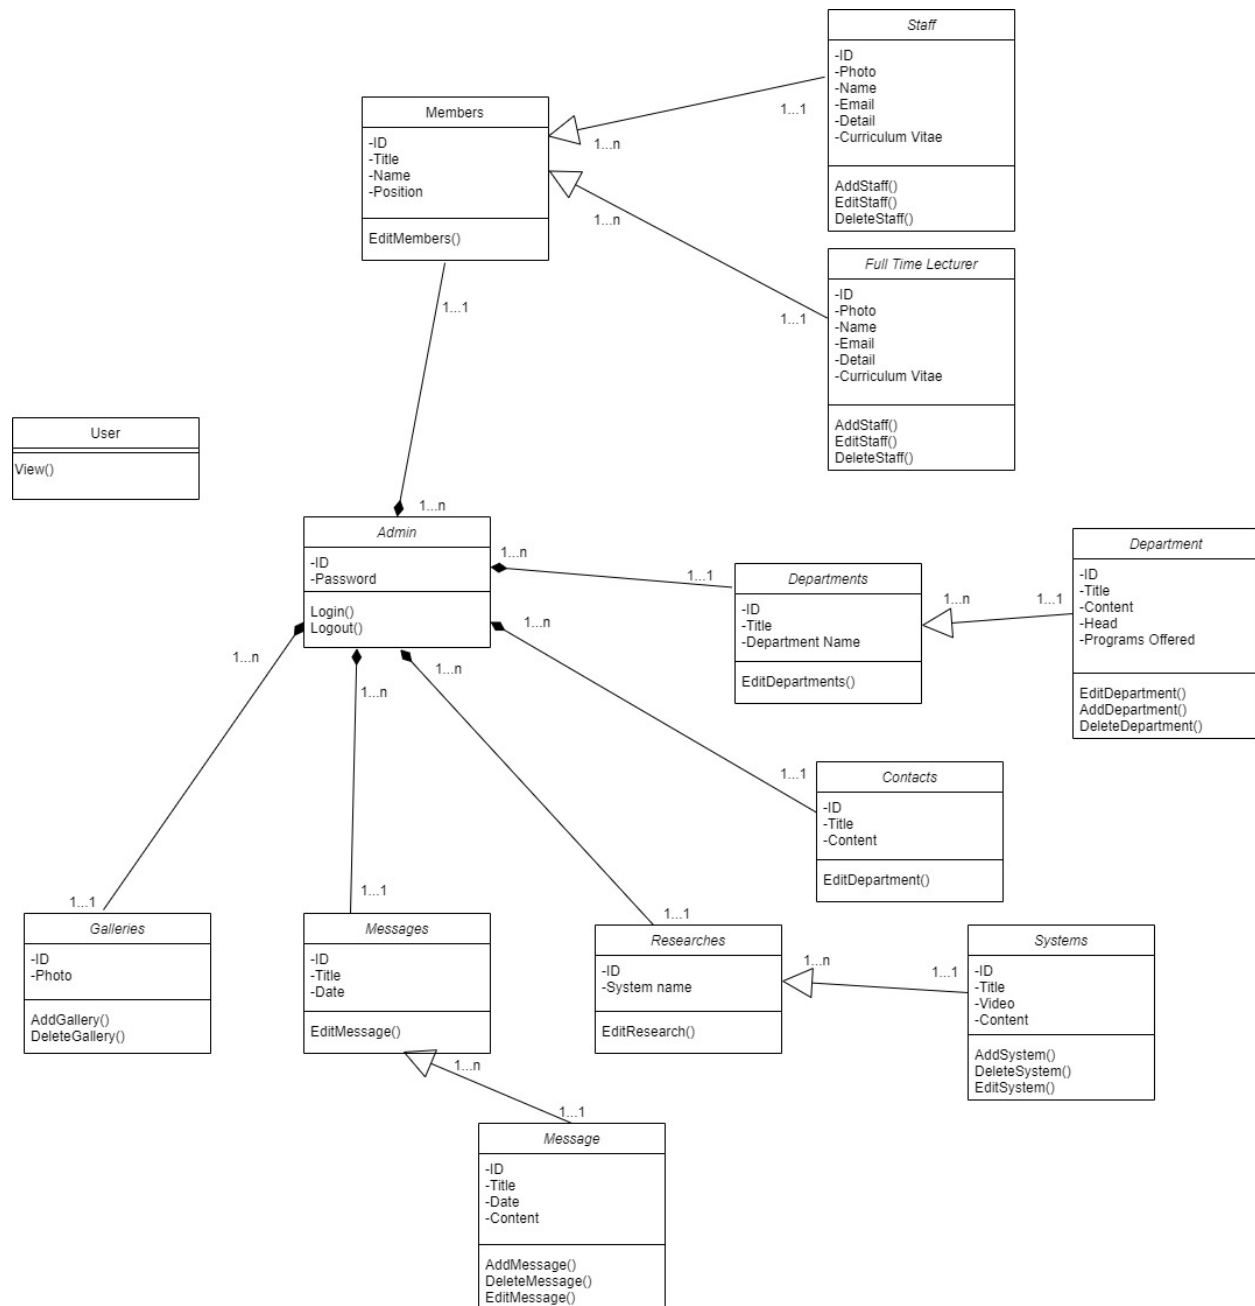 Staff
-ID
-Photo
-Name
-Email
-Detail
-Curriculum Vitae
AddStaff()
EditStaff()
DeleteStaff()
1...1
1...n
Members
-ID
-Title
-Name
-Position
EditMembers()
1...n
1...1
1...1
Full Time Lecturer
-ID
-Photo
-Name
-Email
-Detail
-Curriculum Vitae
AddStaff()
EditStaff()
DeleteStaff()
User
View()
1...n
Admin
-ID
-Password
Login()
Logout()
1...n
1...1
Departments
-ID
-Title
-Department Name
EditDepartments()
1...n
1...1
Department
-ID
-Title
-Content
-Head
-Programs Offered
EditDepartment()
AddDepartment()
DeleteDepartment()
1...n
1...n
1...n
1...n
1...1
Contacts
-ID
-Title
-Content
EditDepartment()
1...1
Galleries
-ID
-Photo
AddGallery()
DeleteGallery()
1...1
Messages
-ID
-Title
-Date
EditMessage()
1...1
Researches
-ID
-System name
EditResearch()
1...n
1...1
Systems
-ID
-Title
-Video
-Content
AddSystem()
DeleteSystem()
EditSystem()
1...n
1...1
Message
-ID
-Title
-Date
-Content
AddMessage()
DeleteMessage()
EditMessage()